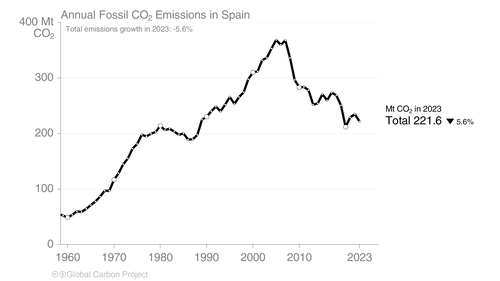 Annual Fossil CO₂ Emissions in Spain
Total emissions growth in 2023: -5.6%
400 Mt
CO₂
300
200
100
0
1960 1970 1980 1990 2000 2010 2023
Mt CO₂ in 2023
Total 221.6 ▼ 5.6%
Global Carbon Project